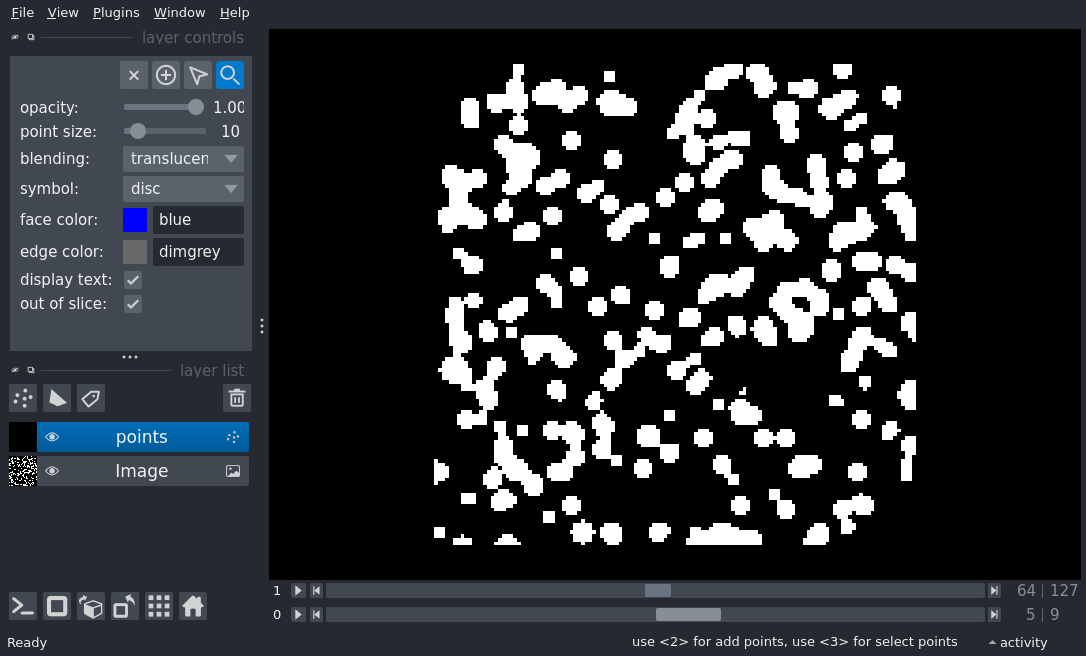 File View Plugins Window Help
layer controls
opacity: 1.00
point size: 10
blending: translucen
symbol: disc
face color: blue
edge color: dimgrey
display text:
out of slice:
layer list
points
Image
1 64 | 127
0 5 | 9
Ready use <2> for add points, use <3> for select points activity